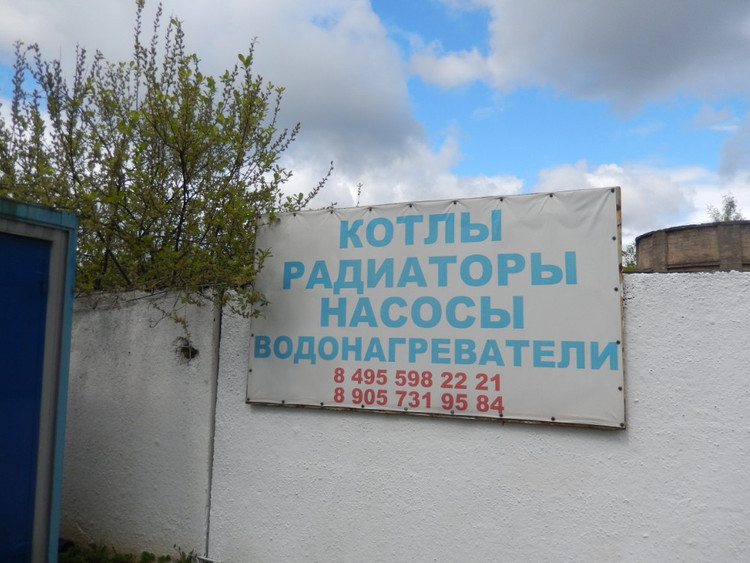 КОТЛЫ
РАДИАТОРЫ
НАСОСЫ
ВОДОНАГРЕВАТЕЛИ
8 495 598 22 21
8 905 731 95 84